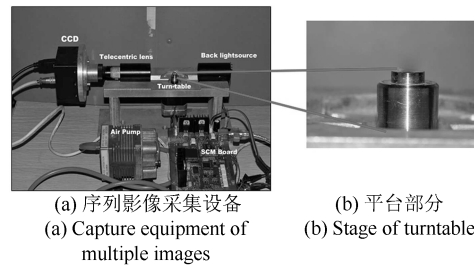 CCD
Telecentric lens
Back lightsource
Turn-table
Air Pump
SCM Board
(a) 序列影像采集设备
(a) Capture equipment of
multiple images
(b) 平台部分
(b) Stage of turntable